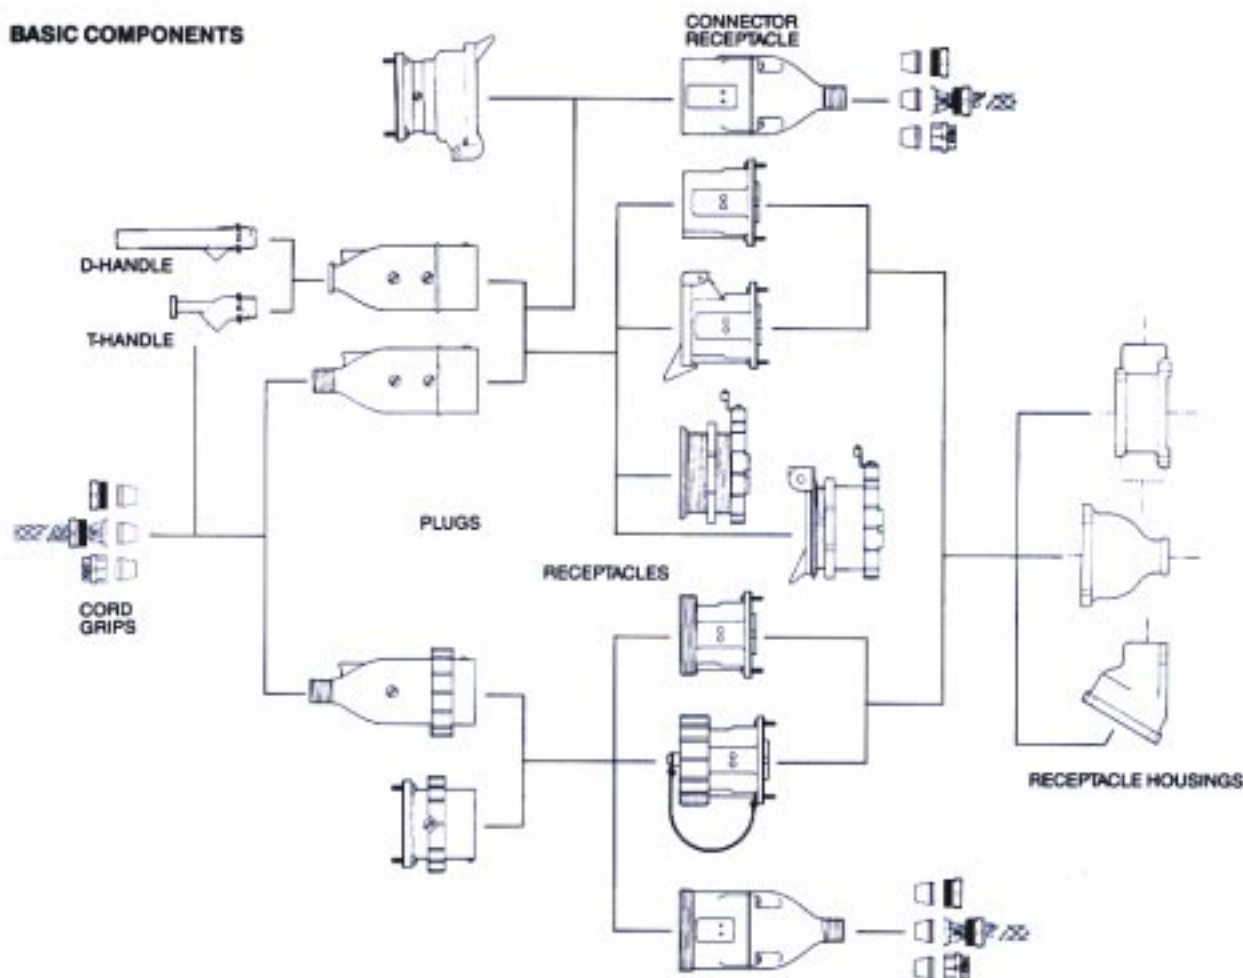 BASIC COMPONENTS
CONNECTOR
RECEPTACLE
D-HANDLE
T-HANDLE
PLUGS
RECEPTACLES
CORD
GRIPS
RECEPTACLE HOUSINGS